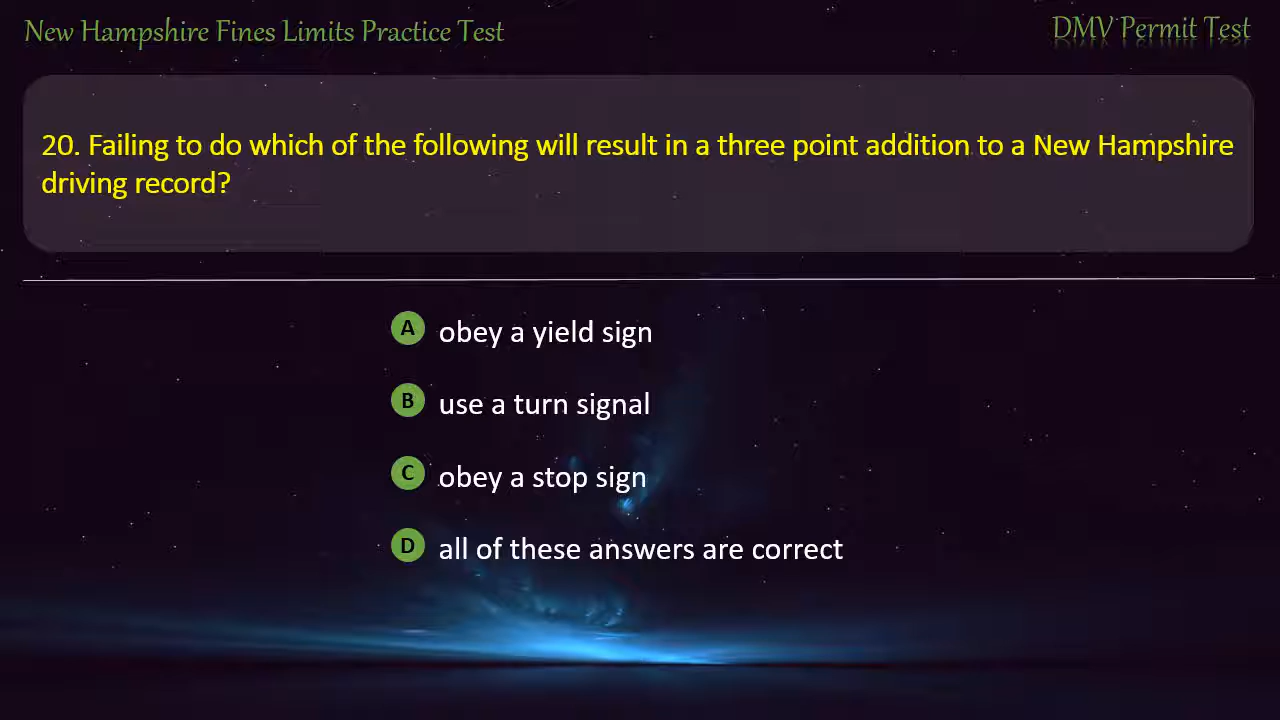 New Hampshire Fines Limits Practice Test
DMV Permit Test
20. Failing to do which of the following will result in a three point addition to a New Hampshire
driving record?
A obey a yield sign
B use a turn signal
C obey a stop sign
D all of these answers are correct